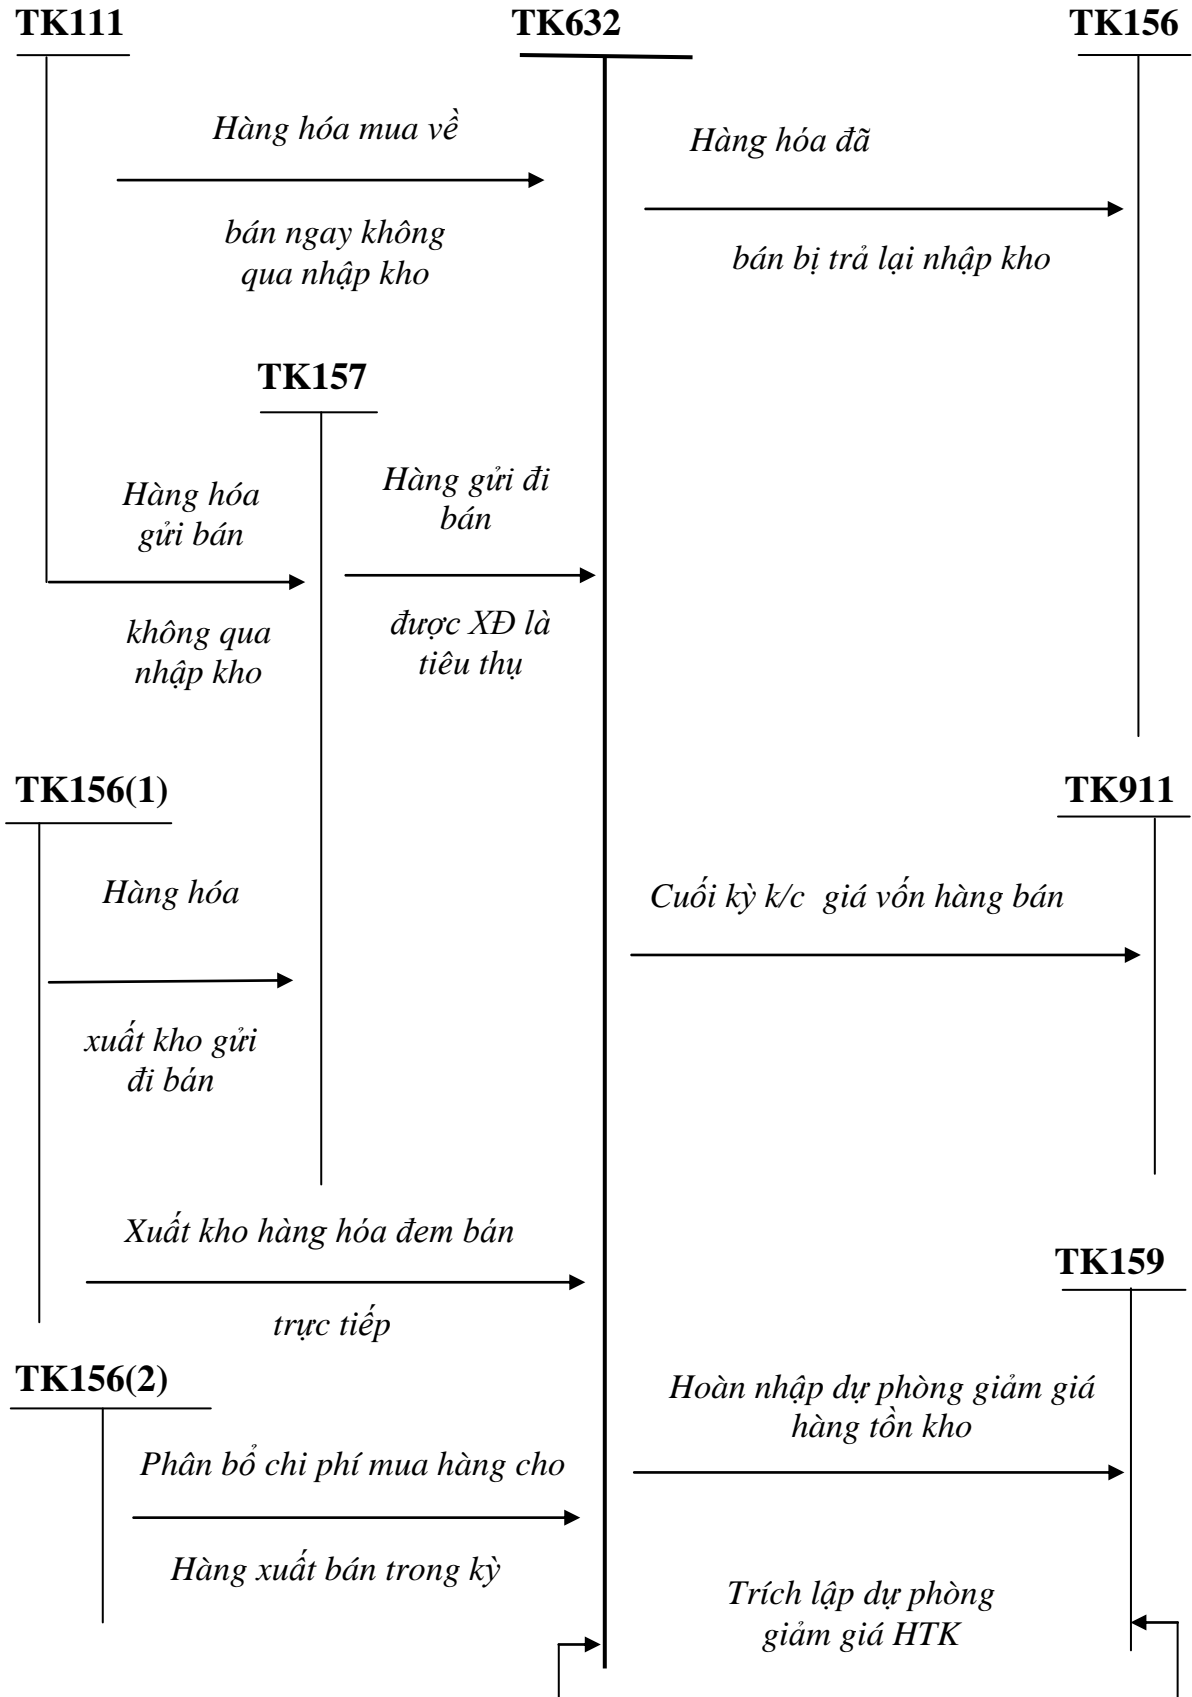 TK111
TK632
TK156
Hàng hóa mua về
bán ngay không
qua nhập kho
Hàng hóa đã
bán bị trả lại nhập kho
TK157
Hàng hóa
gửi bán
không qua
nhập kho
Hàng gửi đi
bán
được XĐ là
tiêu thụ
TK156(1)
TK911
Hàng hóa
xuất kho gửi
đi bán
Cuối kỳ k/c  giá vốn hàng bán
Xuất kho hàng hóa đem bán
trực tiếp
TK159
TK156(2)
Hoàn nhập dự phòng giảm giá
hàng tồn kho
Phân bổ chi phí mua hàng cho
Hàng xuất bán trong kỳ
Trích lập dự phòng
giảm giá HTK